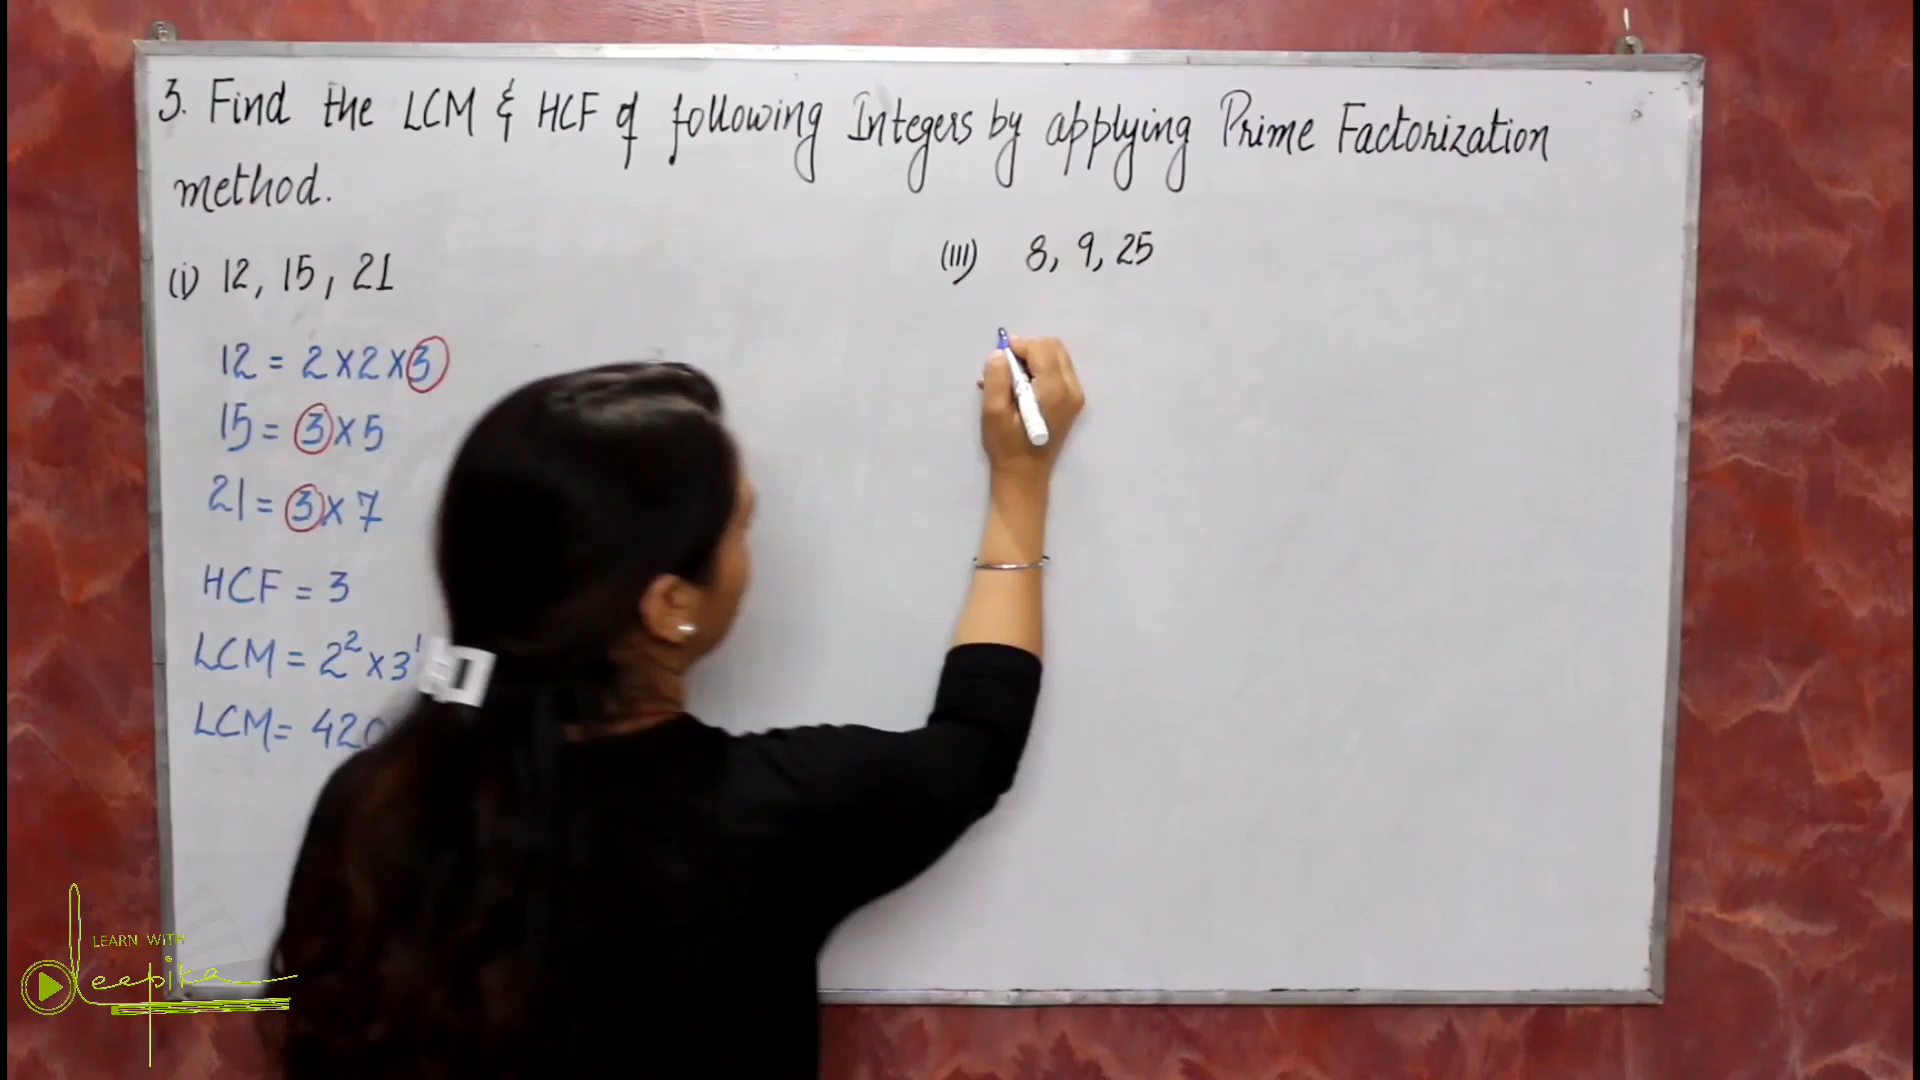 3. Find the LCM & HCF of following Integers by applying Prime Factorization
method.
(i) 12, 15, 21
12 = 2×2×3
15 = 3×5
21 = 3×7
HCF = 3
LCM = 2² × 3¹
LCM = 420
(III) 8, 9, 25
LEARN WITH
Deepika